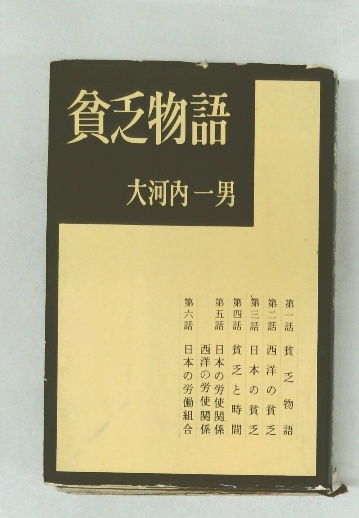 貧乏物語
大河内一男
第一話 貧乏物語
第二話 西洋の貧乏
第三話 日本の貧乏
第四話 貧乏と時間
第五話 日本の労使関係
西洋の労使関係
第六話 日本の労働組合